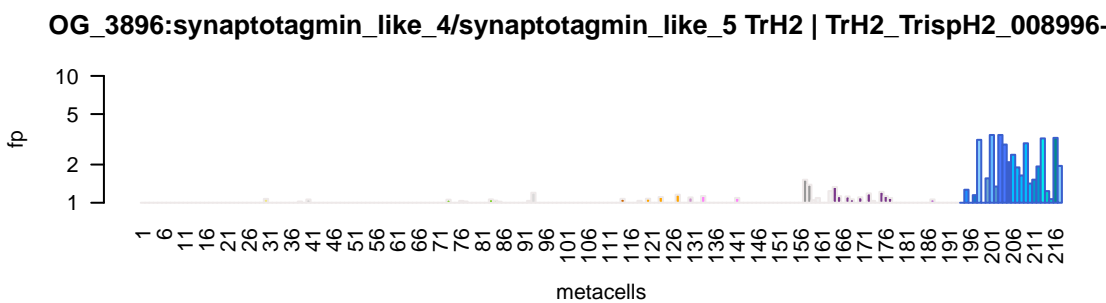 OG_3896:synaptotagmin_like_4/synaptotagmin_like_5 TrH2 | TrH2_TrispH2_008996-
10
5
2
1
fp
1 6 11 16 21 26 31 36 41 46 51 56 61 66 71 76 81 86 91 96 101 106 111 116 121 126 131 136 141 146 151 156 161 166 171 176 181 186 191 196 201 206 211 216
metacells